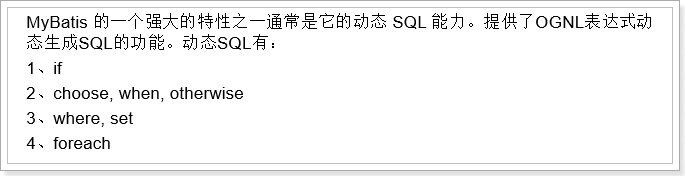 MyBatis 的一个强大的特性之一通常是它的动态 SQL 能力。提供了OGNL表达式动
态生成SQL的功能。动态SQL有：
1、if
2、choose, when, otherwise
3、where, set
4、foreach